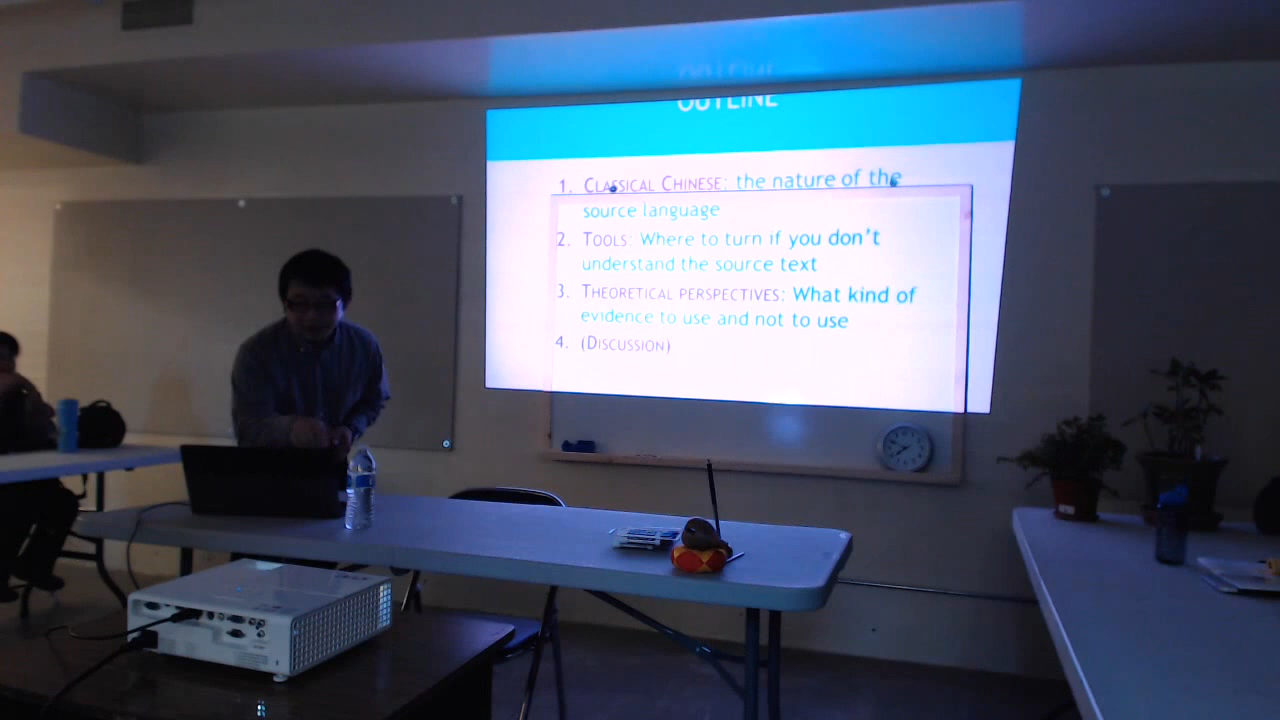 OUTLINE
1. CLASSICAL CHINESE: the nature of the
source language
2. TOOLS: Where to turn if you don't
understand the source text
3. THEORETICAL PERSPECTIVES: What kind of
evidence to use and not to use
4. (DISCUSSION)